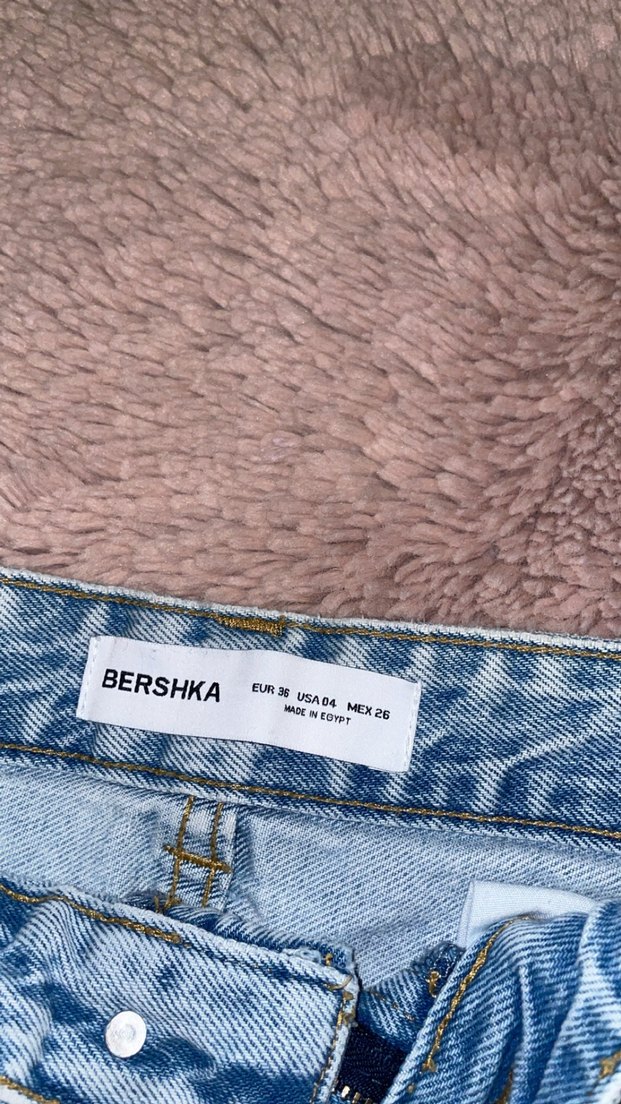 BERSHKA
EUR 36 USA 04 MEX 26
MADE IN EGYPT